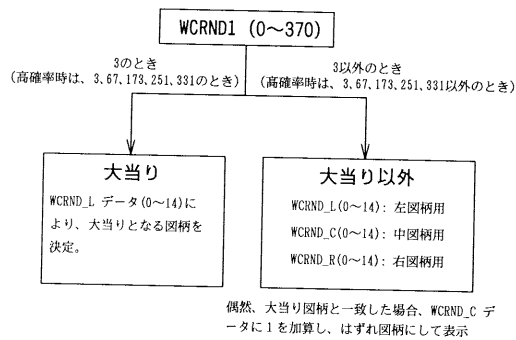 WCRND1 (0～370)
3のとき
(高確率時は、3,67,173,251,331のとき)
3以外のとき
(高確率時は、3,67,173,251,331以外のとき)
大当り
WCRND_L データ(0～14)に
より、大当りとなる図柄を
決定。
大当り以外
WCRND_L(0～14): 左図柄用
WCRND_C(0～14): 中図柄用
WCRND_R(0～14): 右図柄用
偶然、大当り図柄と一致した場合、WCRND_C デ
ータに1を加算し、はずれ図柄にして表示